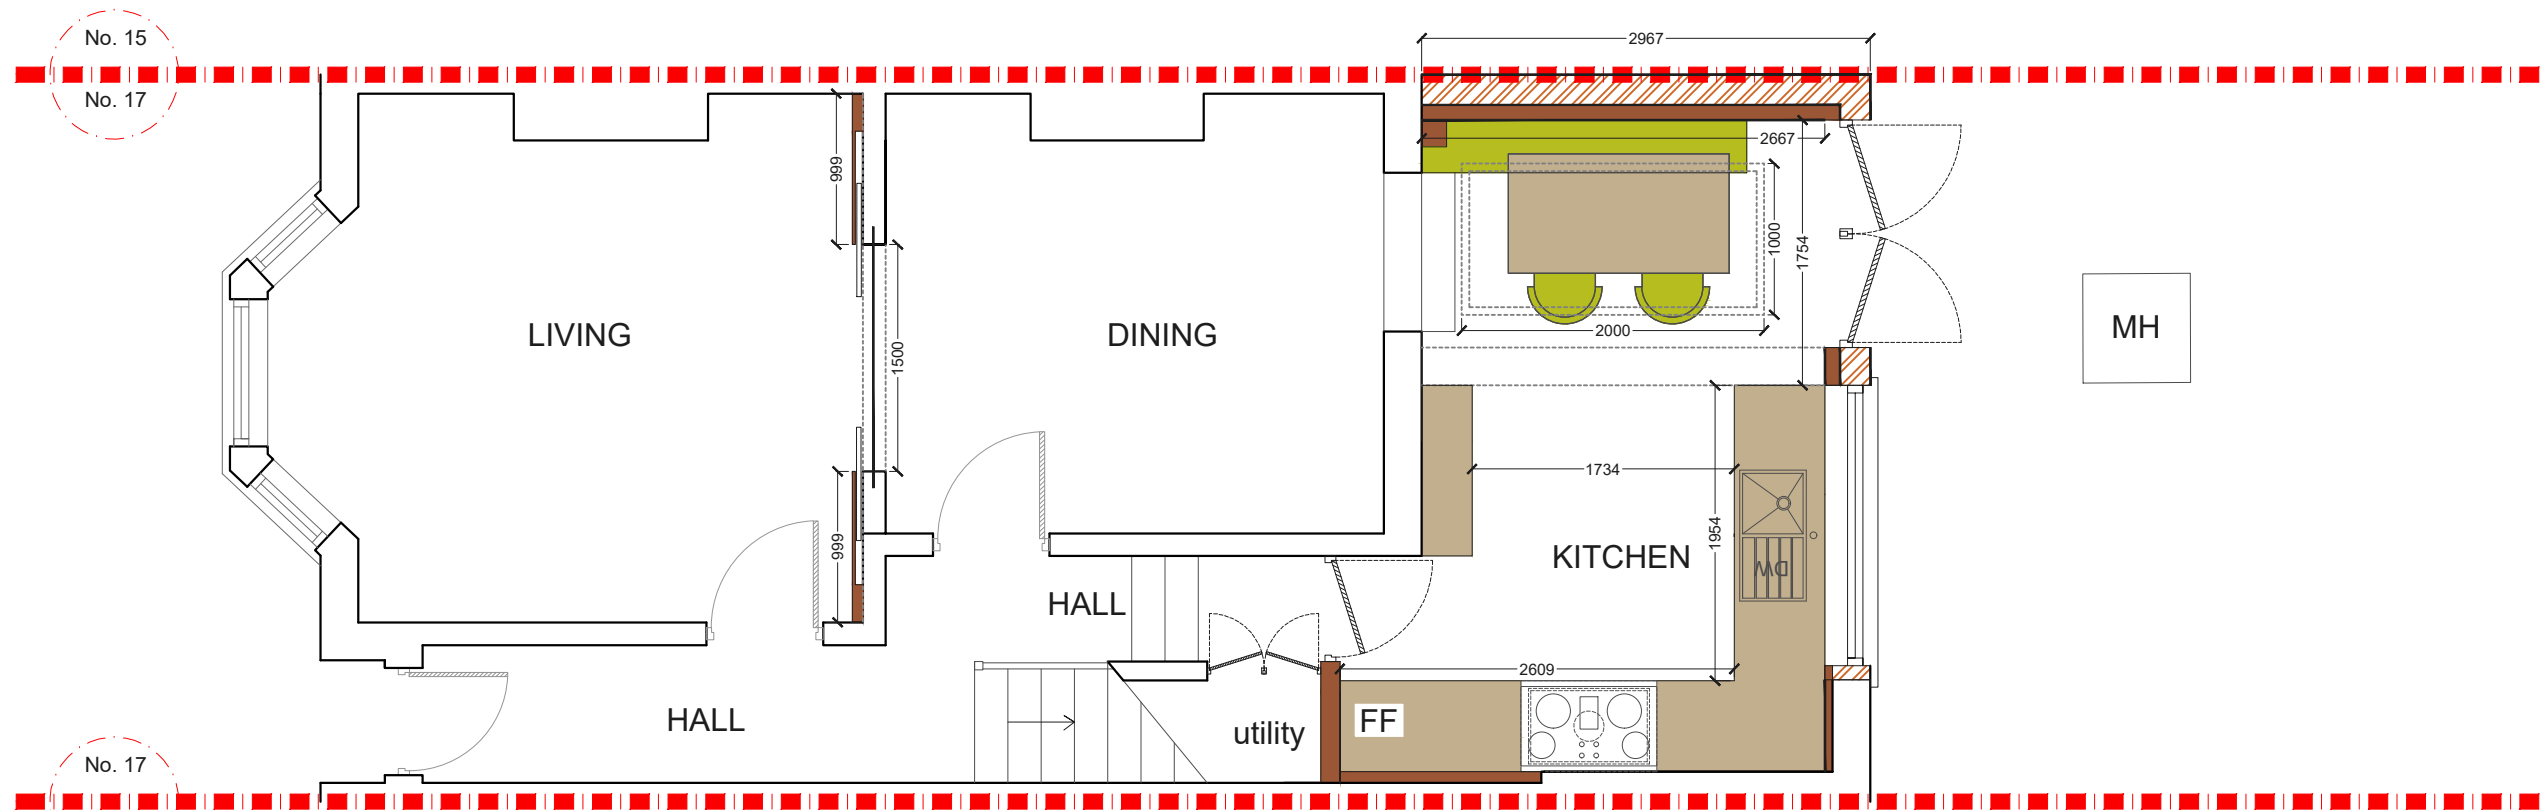 No. 15
2967
No. 17
2667
999
1000
1754
2000
LIVING
DINING
MH
1500
1734
999
1954
KITCHEN
DW
HALL
2609
HALL
FF
utility
No. 17